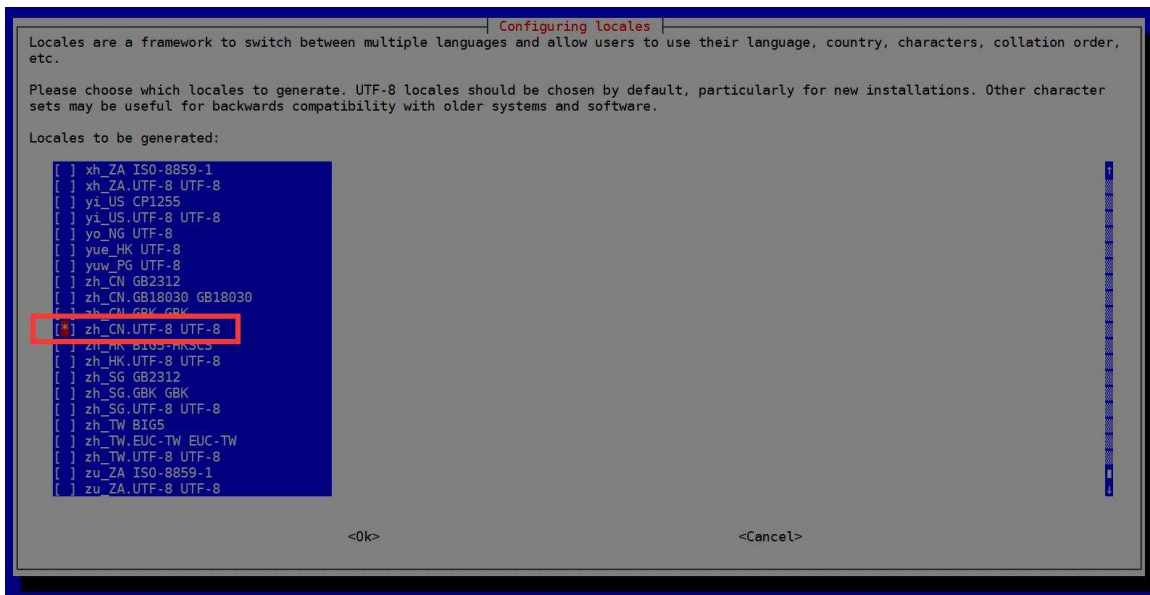 Configuring locales
Locales are a framework to switch between multiple languages and allow users to use their language, country, characters, collation order,
etc.
Please choose which locales to generate. UTF-8 locales should be chosen by default, particularly for new installations. Other character
sets may be useful for backwards compatibility with older systems and software.
Locales to be generated:
[ ] xh_ZA ISO-8859-1
[ ] xh_ZA.UTF-8 UTF-8
[ ] yi_US CP1255
[ ] yi_US.UTF-8 UTF-8
[ ] yo_NG UTF-8
[ ] yue_HK UTF-8
[ ] yuw_PG UTF-8
[ ] zh_CN GB2312
[ ] zh_CN.GB18030 GB18030
[ ] zh_CN.GBK GBK
[*] zh_CN.UTF-8 UTF-8
[ ] zh_HK BIG5-HKSCS
[ ] zh_HK.UTF-8 UTF-8
[ ] zh_SG GB2312
[ ] zh_SG.GBK GBK
[ ] zh_SG.UTF-8 UTF-8
[ ] zh_TW BIG5
[ ] zh_TW.EUC-TW EUC-TW
[ ] zh_TW.UTF-8 UTF-8
[ ] zu_ZA ISO-8859-1
[ ] zu_ZA.UTF-8 UTF-8
<Ok> <Cancel>